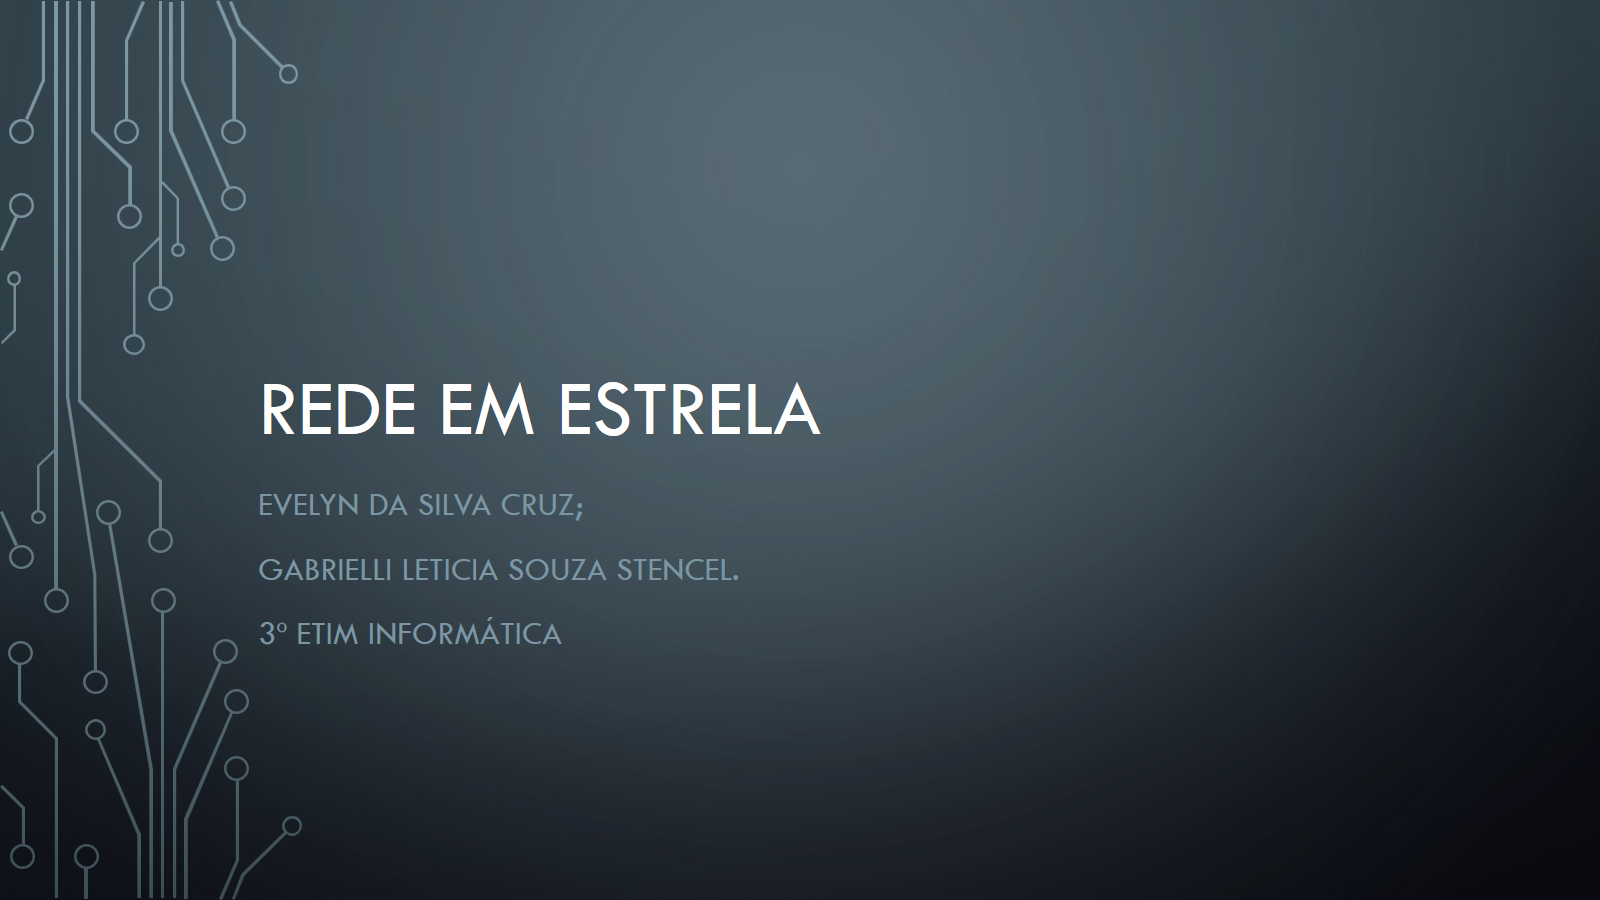 REDE EM ESTRELA
EVELYN DA SILVA CRUZ;
GABRIELLI LETICIA SOUZA STENCEL.
3º ETIM INFORMÁTICA